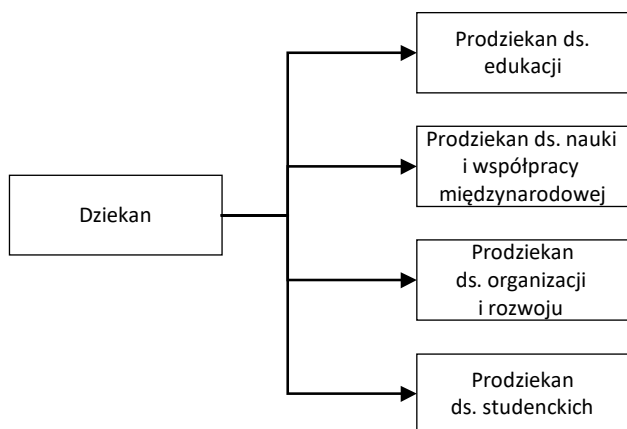 Prodziekan ds.
edukacji
Prodziekan ds. nauki
i współpracy
międzynarodowej
Dziekan
Prodziekan
ds. organizacji
i rozwoju
Prodziekan
ds. studenckich